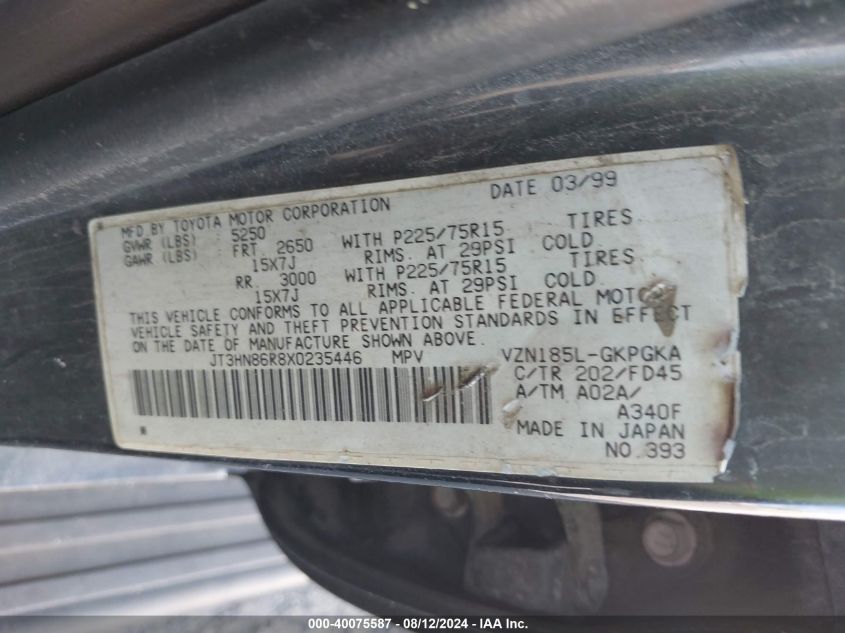 MFD BY TOYOTA MOTOR CORPORATION DATE 03/99
GVWR (LBS) : 5250
GAWR (LBS) : FRT. 2650 WITH P225/75R15 TIRES
15X7J RIMS. AT 29PSI COLD.
RR. 3000 WITH P225/75R15 TIRES
15X7J RIMS. AT 29PSI COLD.
THIS VEHICLE CONFORMS TO ALL APPLICABLE FEDERAL MOTOR
VEHICLE SAFETY AND THEFT PREVENTION STANDARDS IN EFFECT
ON THE DATE OF MANUFACTURE SHOWN ABOVE.
JT3HN86R8X0235446 MPV VZN185L-GKPGKA
C/TR 202/FD45
A/TM A02A/
A340F
MADE IN JAPAN
NO.393
000-40075587 - 08/12/2024 - IAAI Inc.